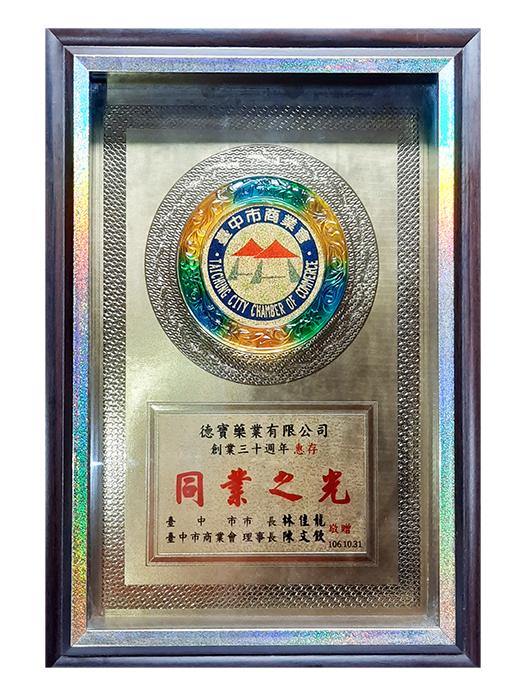 臺中市商業會
·TAICHUNG CITY CHAMBER OF COMMERCE·
德寶藥業有限公司
創業三十週年 惠存
同業之光
臺中市市長 林佳龍
臺中市商業會 理事長 陳文欽 敬贈
106.10.31